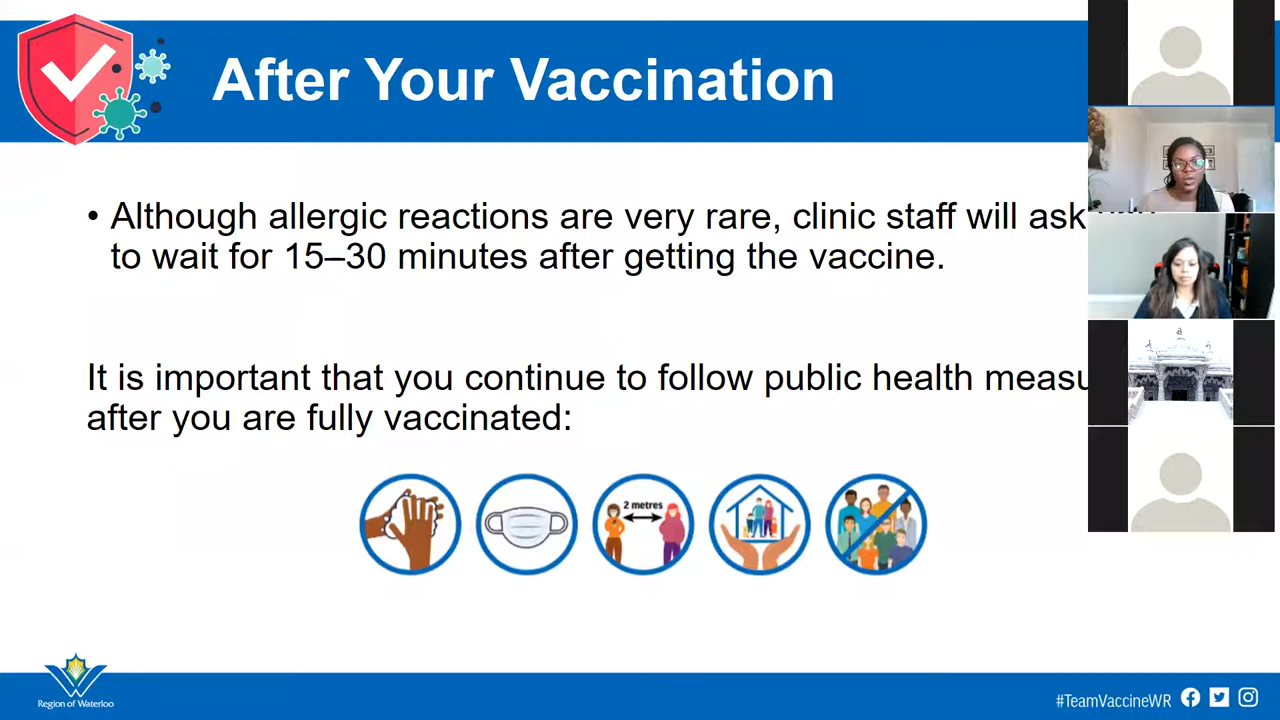 After Your Vaccination
• Although allergic reactions are very rare, clinic staff will ask
to wait for 15–30 minutes after getting the vaccine.
It is important that you continue to follow public health
after you are fully vaccinated:
2 metres
Region of Waterloo
#TeamVaccineWR